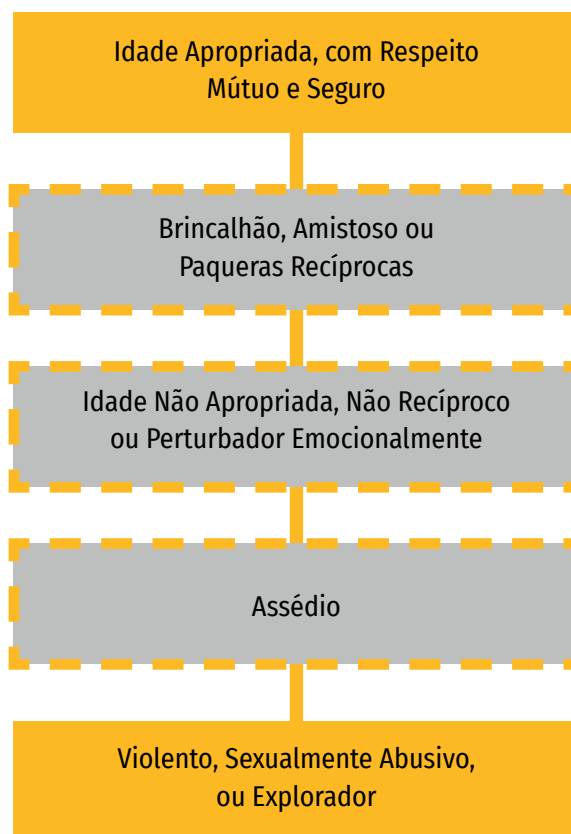 Idade Apropriada, com Respeito
Mútuo e Seguro
Brincalhão, Amistoso ou
Paqueras Recíprocas
Idade Não Apropriada, Não Recíproco
ou Perturbador Emocionalmente
Assédio
Violento, Sexualmente Abusivo,
ou Explorador